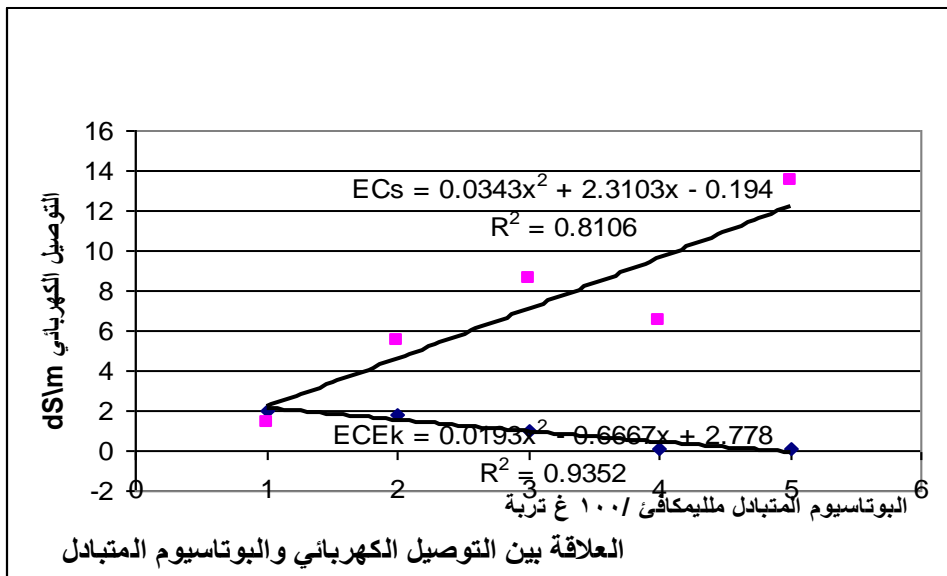 16
14
12
10
8
6
4
2
0
-2
ECs = 0.0343x² + 2.3103x - 0.194
R² = 0.8106
ECEk = 0.0193x² - 0.6667x + 2.778
R² = 0.9352
0 1 2 3 4 5 6
التوصيل الكهربائي dS\m
البوتاسيوم المتبادل ملليمكافئ /١٠٠ غ تربة
العلاقة بين التوصيل الكهربائي والبوتاسيوم المتبادل